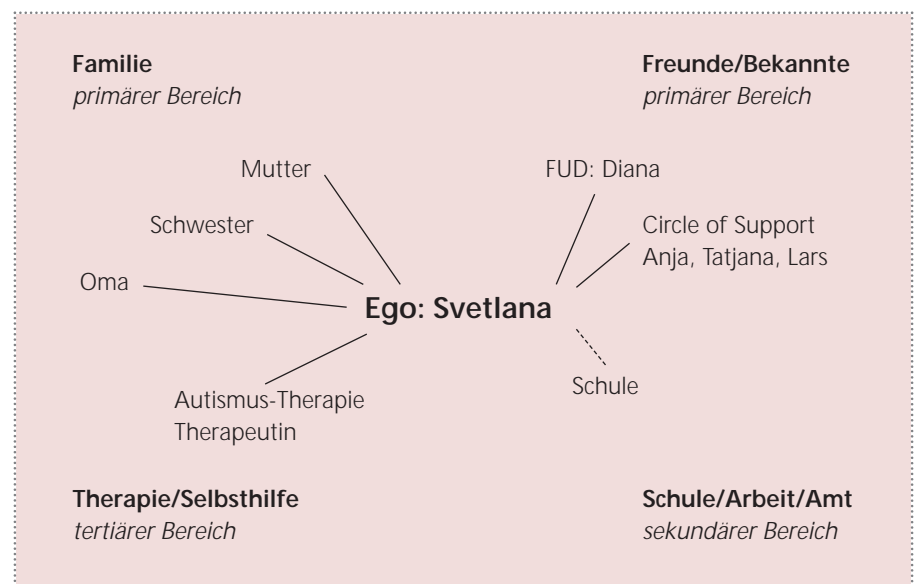 Familie
primärer Bereich
Freunde/Bekannte
primärer Bereich
Mutter
FUD: Diana
Schwester
Circle of Support
Anja, Tatjana, Lars
Oma
Ego: Svetlana
Schule
Autismus-Therapie
Therapeutin
Therapie/Selbsthilfe
tertiärer Bereich
Schule/Arbeit/Amt
sekundärer Bereich